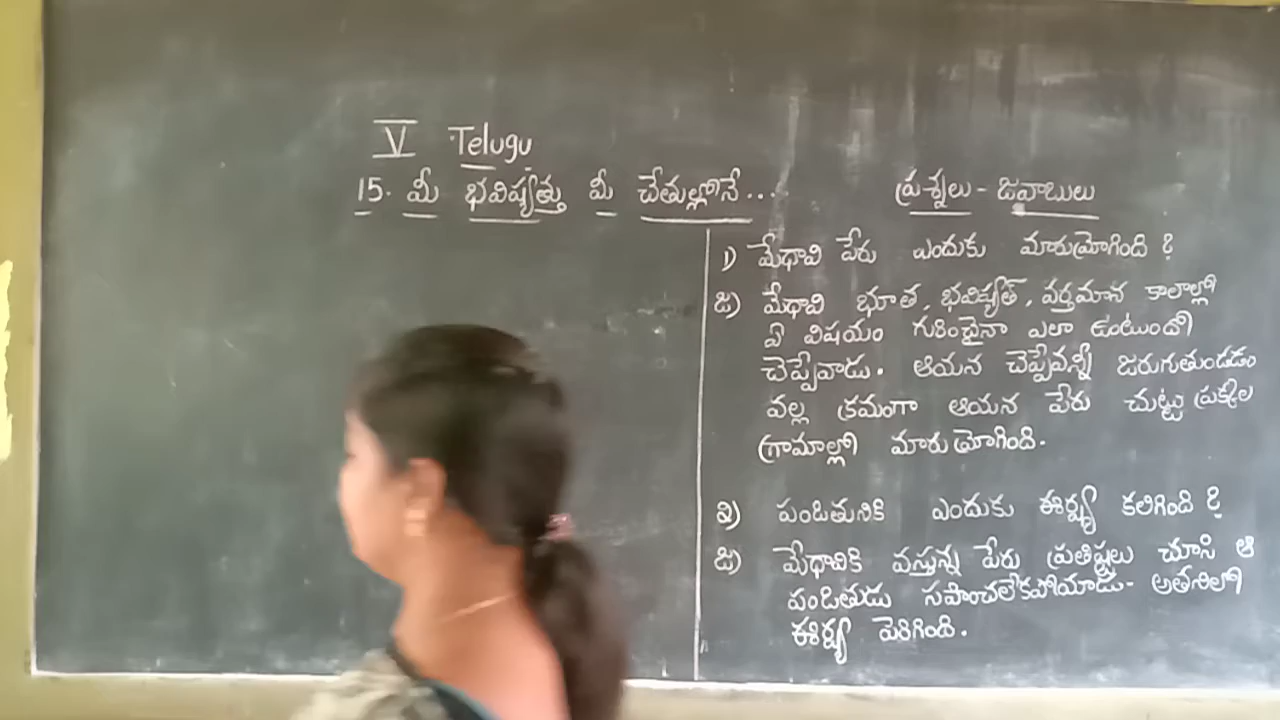 V Telugu
15. మీ భవిష్యత్తు మీ చేతుల్లోనే...
ప్రశ్నలు - జవాబులు
1) మేధావి పేరు ఎందుకు మారుమ్రోగింది ?
జ) మేధావి భూత, భవిష్యత్, వర్తమాన కాలాల్లో
ఏ విషయం గురించైనా ఎలా ఉంటుందో
చెప్పేవాడు. ఆయన చెప్పేవన్నీ జరుగుతుండడం
వల్ల క్రమంగా ఆయన పేరు చుట్టు ప్రక్కల
గ్రామాల్లో మారుమ్రోగింది.
2) పండితునికి ఎందుకు ఈర్ష్య కలిగింది ?
జ) మేధావికి వస్తున్న పేరు ప్రతిష్టలు చూసి ఆ
పండితుడు సహించలేకపోయాడు. అతనిలో
ఈర్ష్య పెరిగింది.